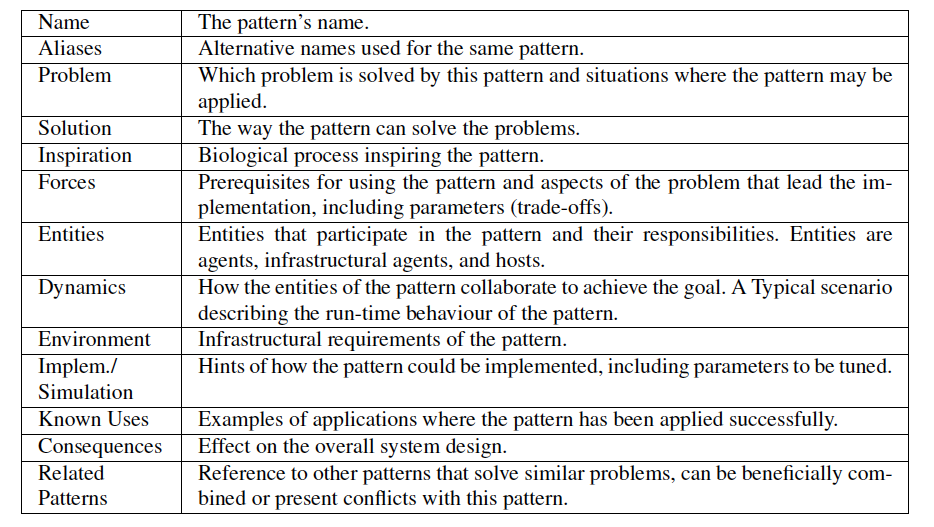 Name The pattern’s name.
Aliases Alternative names used for the same pattern.
Problem Which problem is solved by this pattern and situations where the pattern may be
applied.
Solution The way the pattern can solve the problems.
Inspiration Biological process inspiring the pattern.
Forces Prerequisites for using the pattern and aspects of the problem that lead the im-
plementation, including parameters (trade-offs).
Entities Entities that participate in the pattern and their responsibilities. Entities are
agents, infrastructural agents, and hosts.
Dynamics How the entities of the pattern collaborate to achieve the goal. A Typical scenario
describing the run-time behaviour of the pattern.
Environment Infrastructural requirements of the pattern.
Implem./ Hints of how the pattern could be implemented, including parameters to be tuned.
Simulation
Known Uses Examples of applications where the pattern has been applied successfully.
Consequences Effect on the overall system design.
Related Reference to other patterns that solve similar problems, can be beneficially com-
Patterns bined or present conflicts with this pattern.